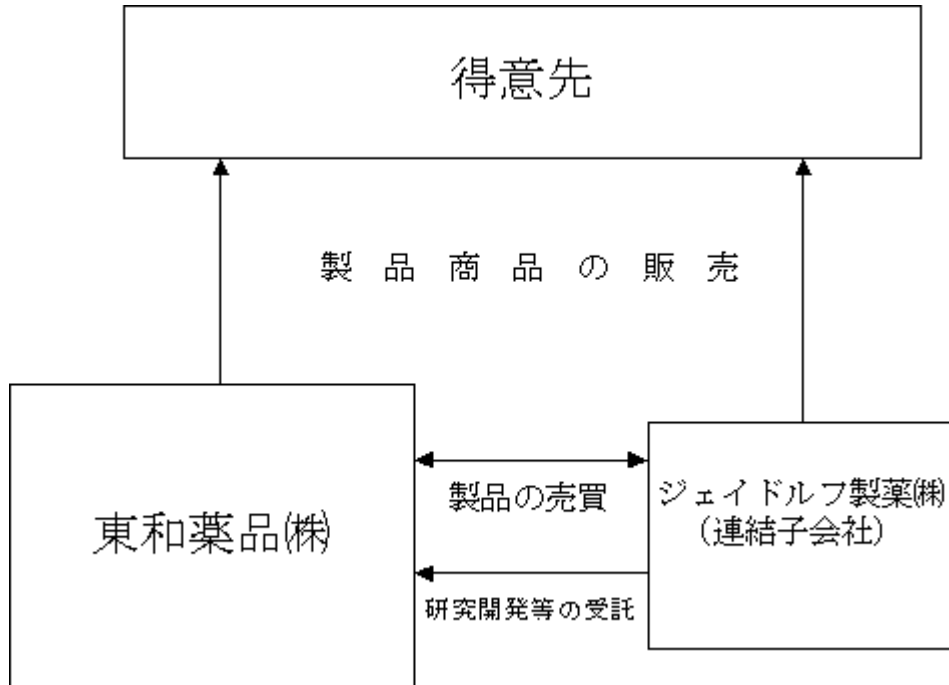 得意先
製品商品の販売
製品の売買
ジェイドルフ製薬㈱
（連結子会社）
東和薬品㈱
研究開発等の受託